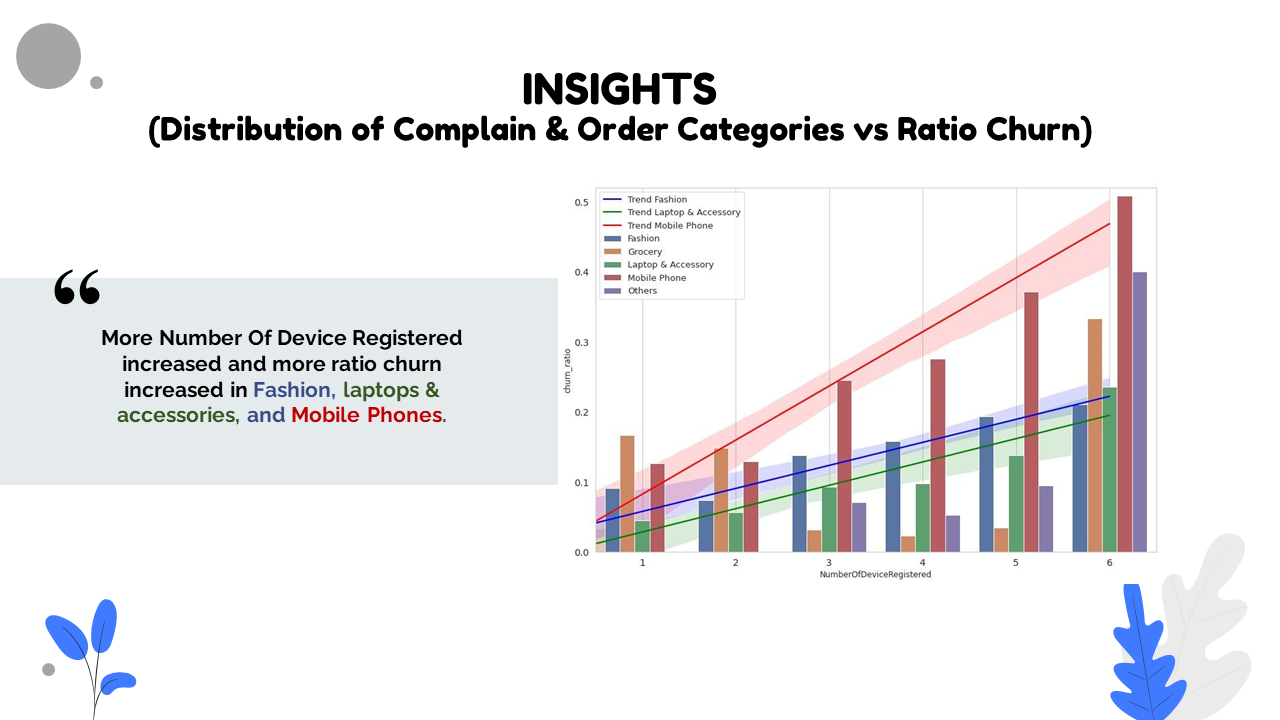 INSIGHTS
(Distribution of Complain & Order Categories vs Ratio Churn)
“
More Number Of Device Registered
increased and more ratio churn
increased in Fashion, laptops &
accessories, and Mobile Phones.
Trend Fashion
Trend Laptop & Accessory
Trend Mobile Phone
Fashion
Grocery
Laptop & Accessory
Mobile Phone
Others
0.5
0.4
0.3
0.2
0.1
0.0
churn_ratio
1 2 3 4 5 6
NumberOfDeviceRegistered